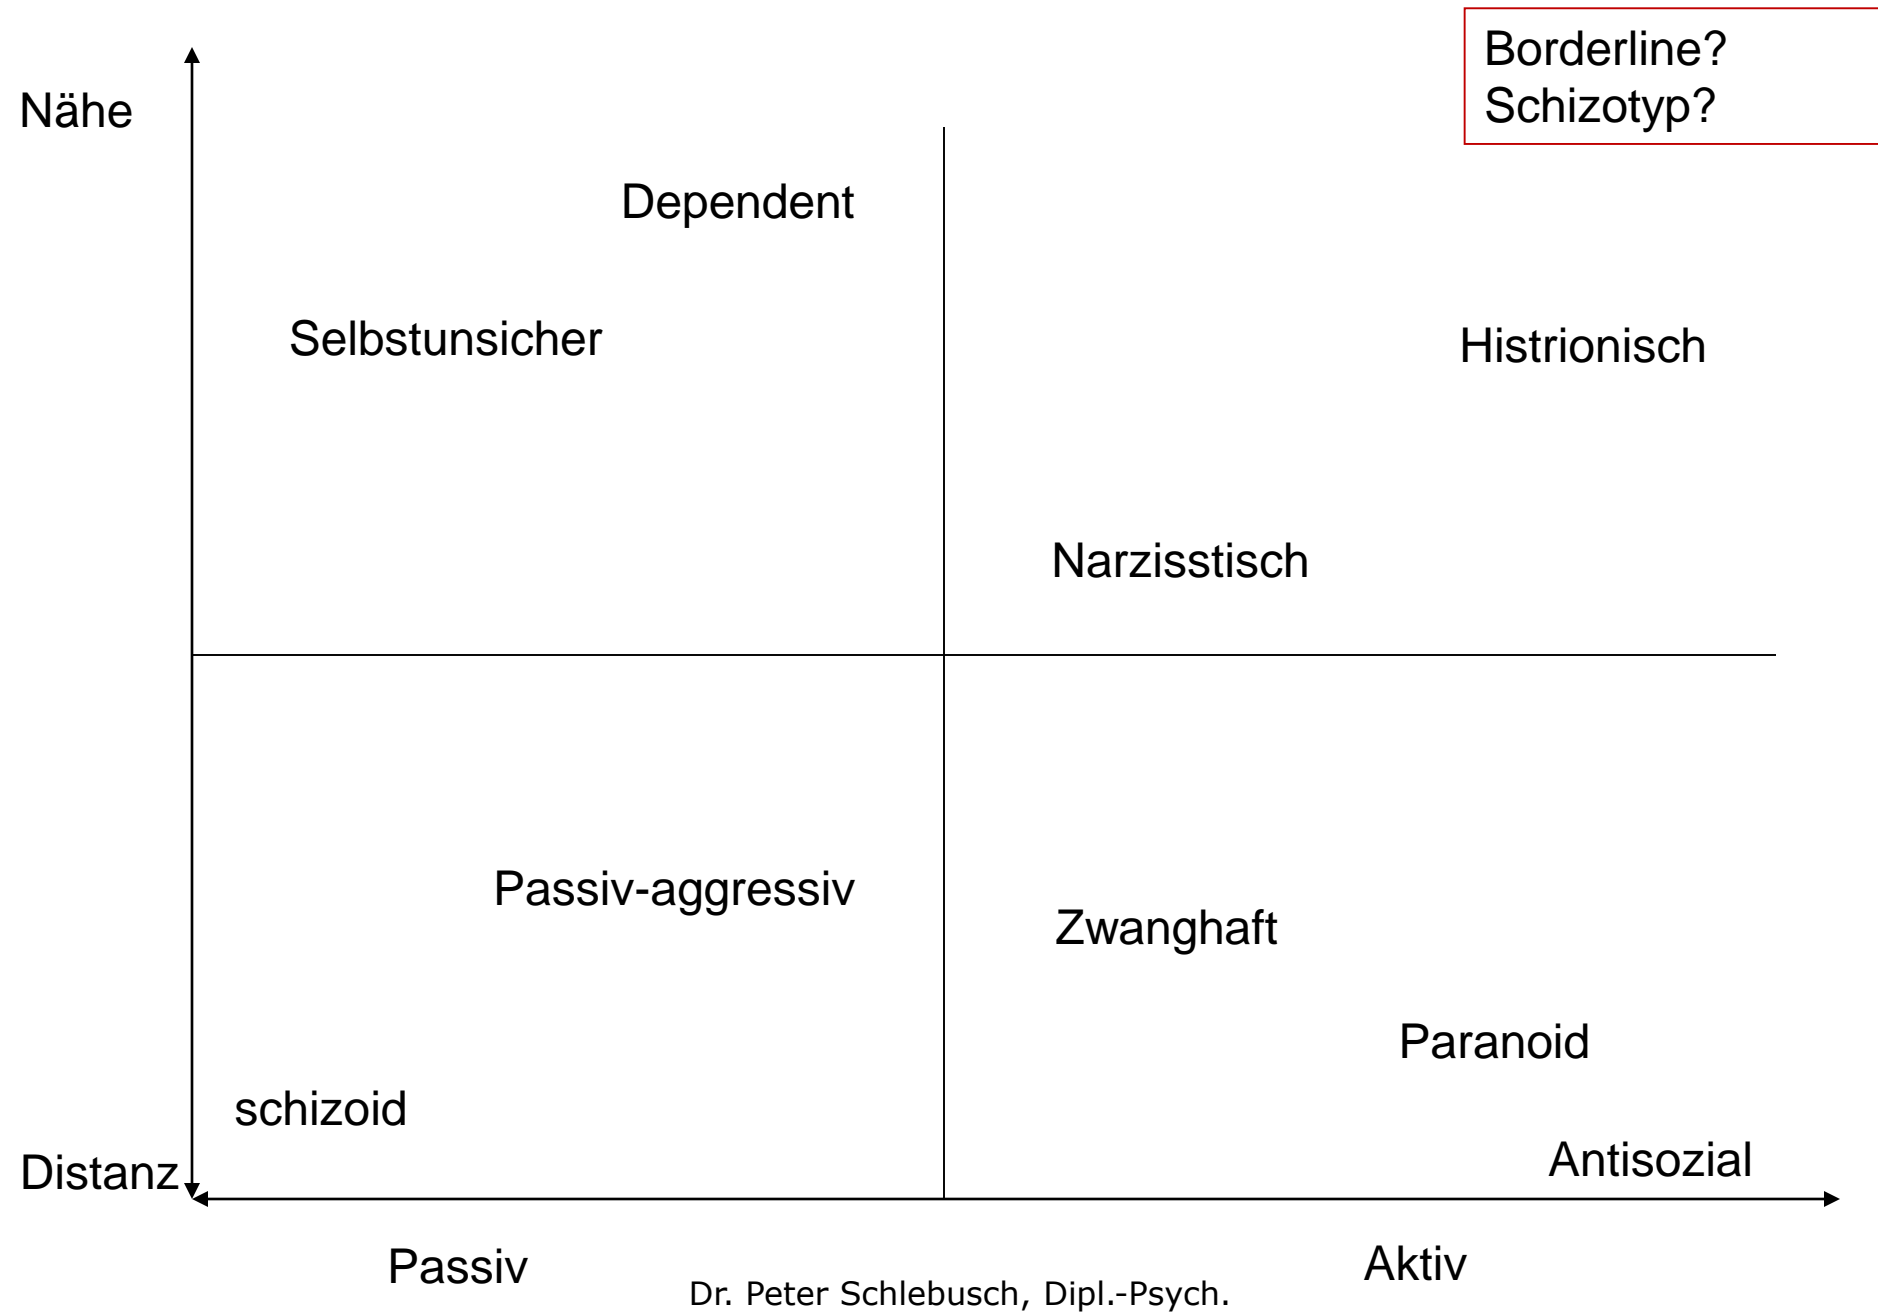 Borderline?
Schizotyp?
Nähe
Dependent
Selbstunsicher
Histrionisch
Narzisstisch
Passiv-aggressiv
Zwanghaft
Paranoid
schizoid
Antisozial
Distanz
Passiv
Aktiv
Dr. Peter Schlebusch, Dipl.-Psych.